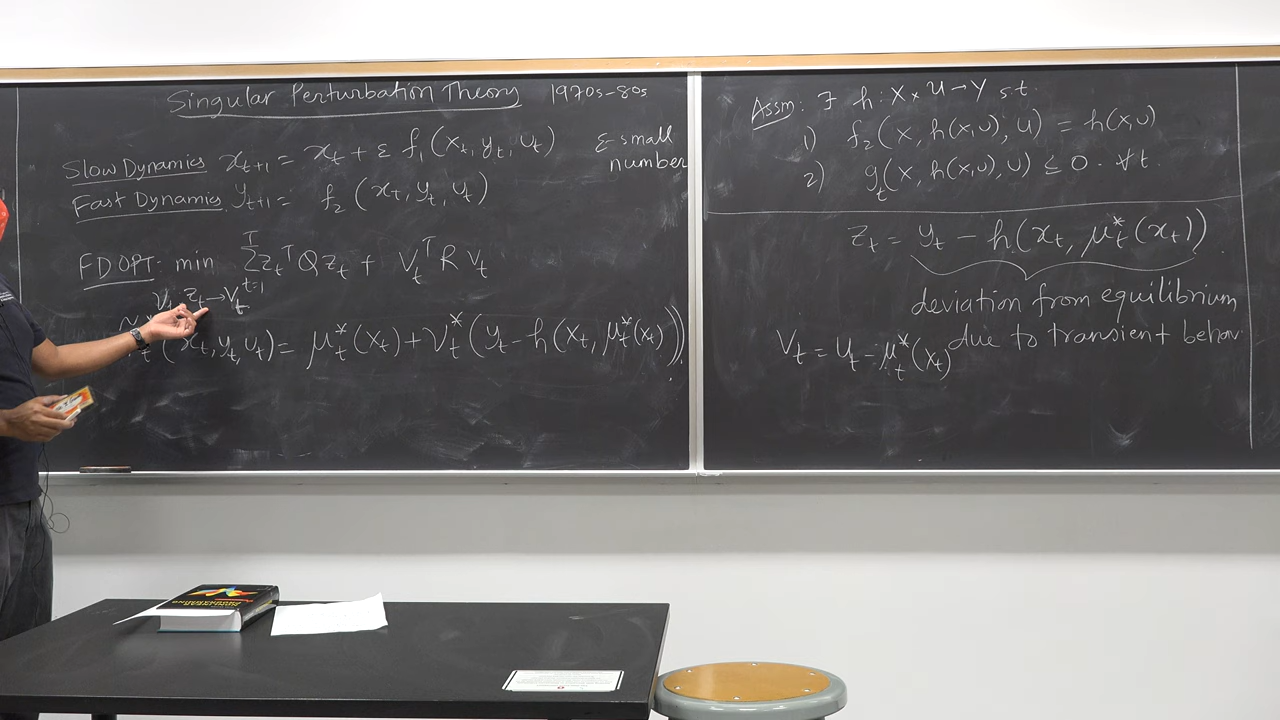 Singular Perturbation Theory 1970s-80s
Slow Dynamics x_{t+1} = x_t + ε f_1(x_t, y_t, u_t) ε-small number
Fast Dynamics y_{t+1} = f_2(x_t, y_t, u_t)
FDOPT- min Σ_{t=1}^{T} z_t^T Q z_t + v_t^T R v_t
ν_t: z_t → v_t
(x_t, y_t, u_t) = μ_t^*(x_t) + ν_t^*(y_t - h(x_t, μ_t^*(x_t)))
Assm: ∃ h: X × U → Y s.t.
1) f_2(x, h(x,u), u) = h(x,u)
2) g_t(x, h(x,u), u) ≤ 0. ∀t.
z_t = y_t - h(x_t, μ_t^*(x_t))
deviation from equilibrium
due to transient behav
v_t = u_t - μ_t^*(x_t)